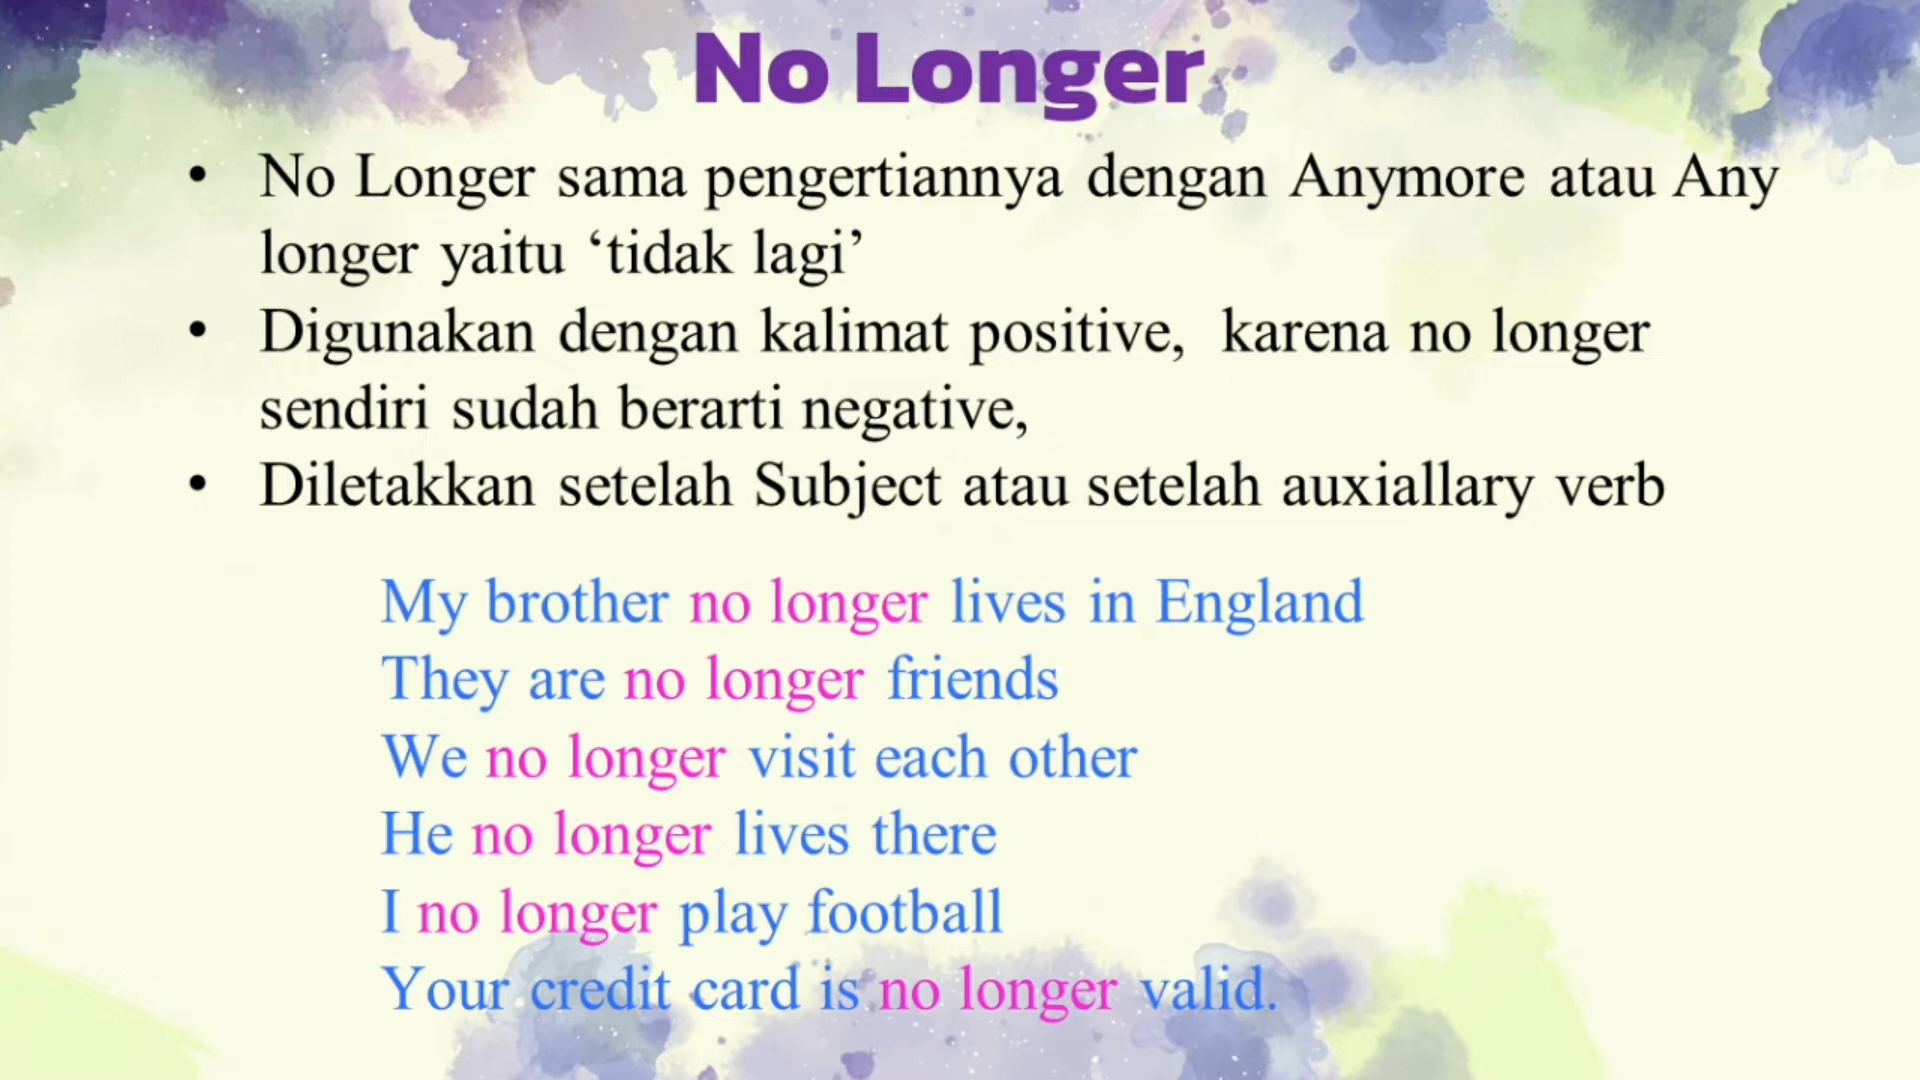 No Longer
• No Longer sama pengertiannya dengan Anymore atau Any
longer yaitu ‘tidak lagi’
• Digunakan dengan kalimat positive, karena no longer
sendiri sudah berarti negative,
• Diletakkan setelah Subject atau setelah auxiallary verb
My brother no longer lives in England
They are no longer friends
We no longer visit each other
He no longer lives there
I no longer play football
Your credit card is no longer valid.